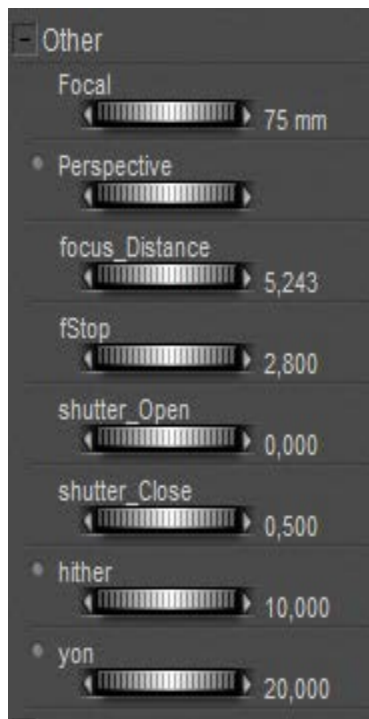 Other
Focal
75 mm
Perspective
focus_Distance
5,243
fStop
2,800
shutter_Open
0,000
shutter_Close
0,500
hither
10,000
yon
20,000